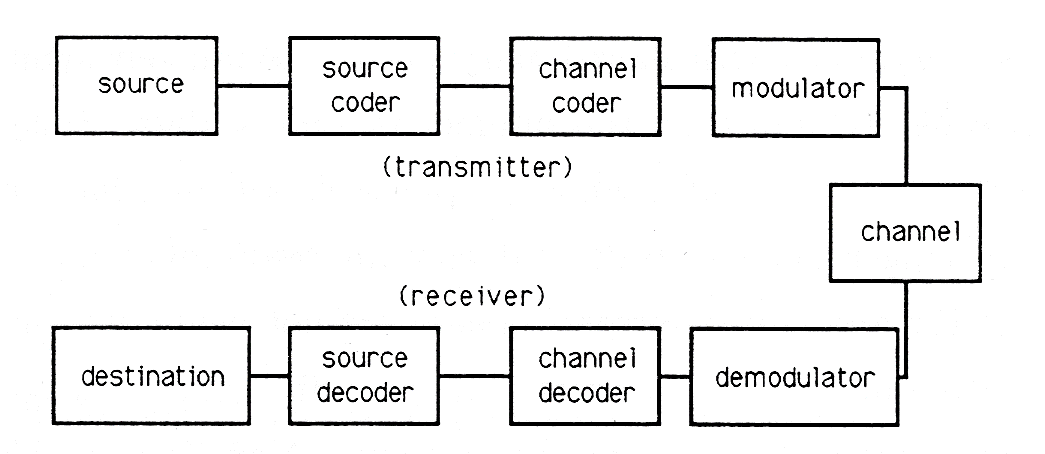 source
source
coder
channel
coder
modulator
(transmitter)
channel
(receiver)
destination
source
decoder
channel
decoder
demodulator